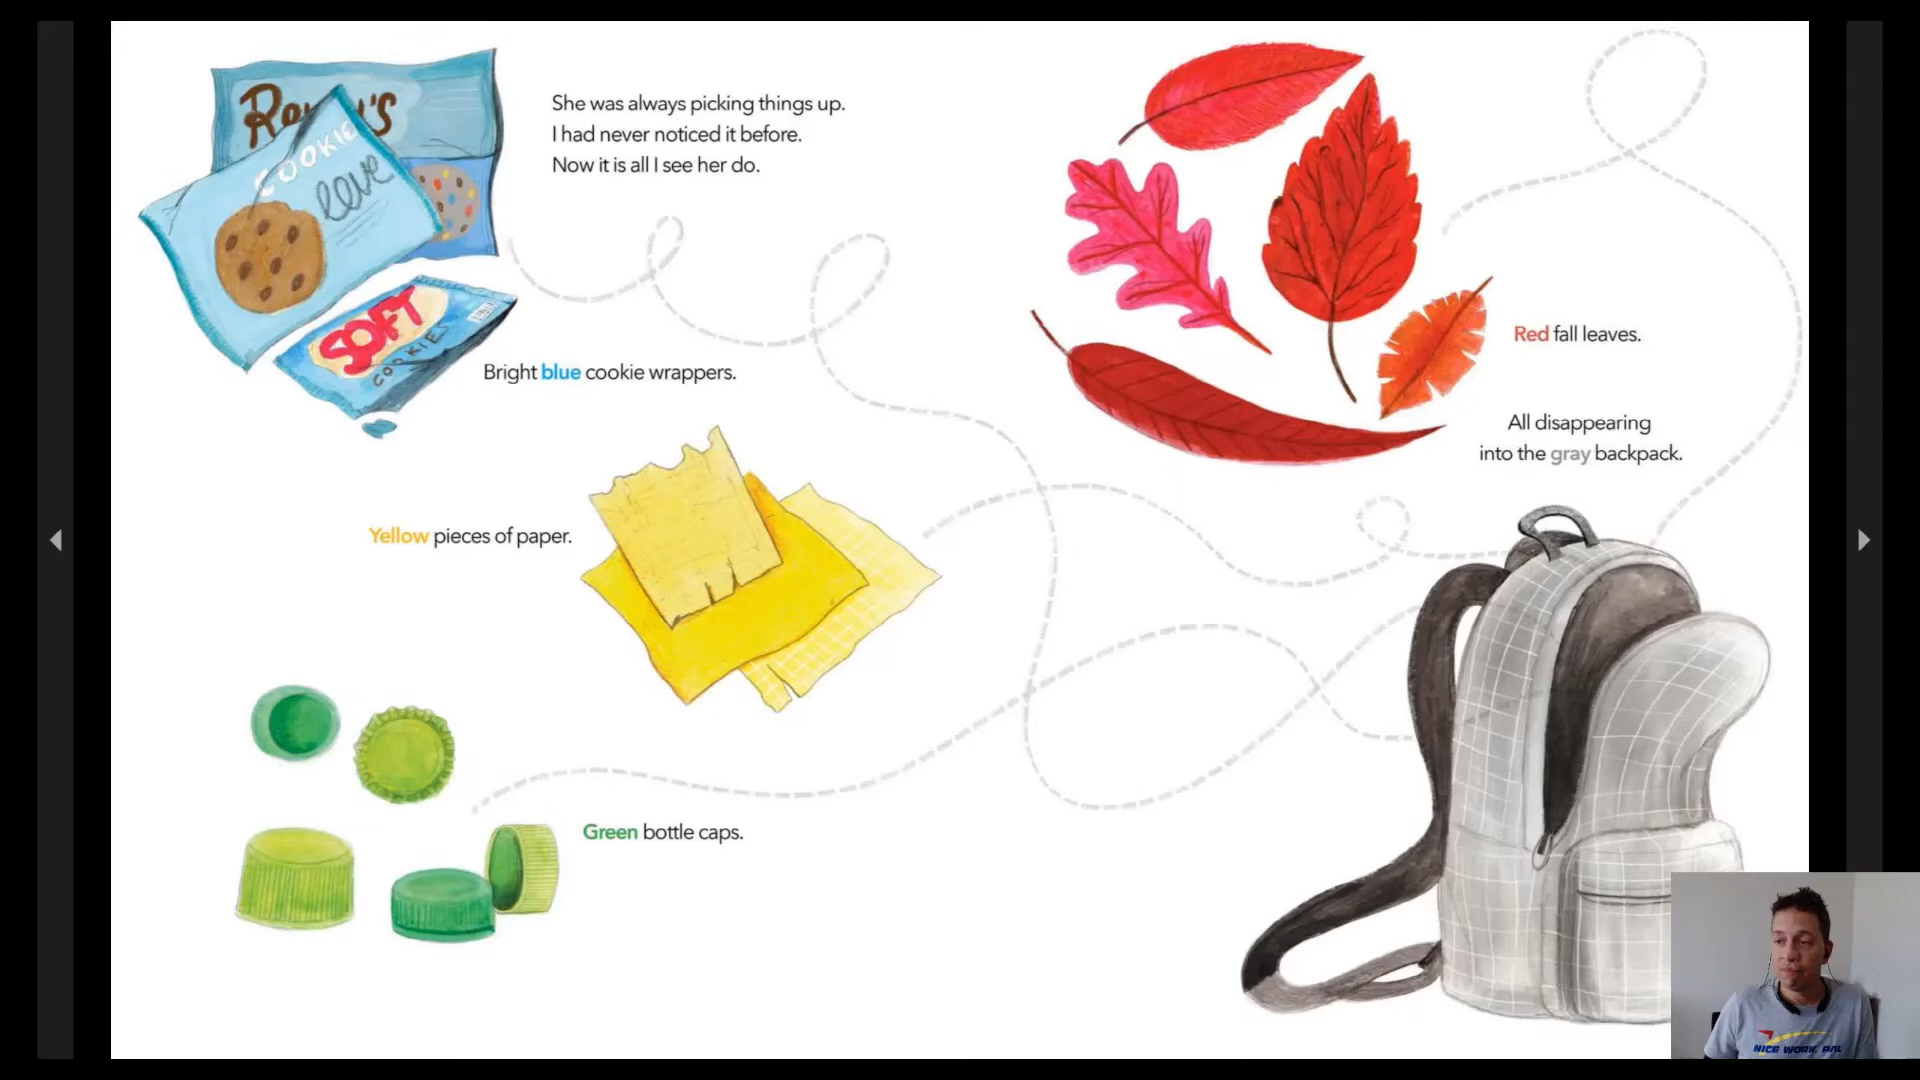 She was always picking things up.
I had never noticed it before.
Now it is all I see her do.
COOKIE
love
SOFT
COOKIES
Bright blue cookie wrappers.
Yellow pieces of paper.
Green bottle caps.
Red fall leaves.
All disappearing
into the gray backpack.
NICE WORK, PAL